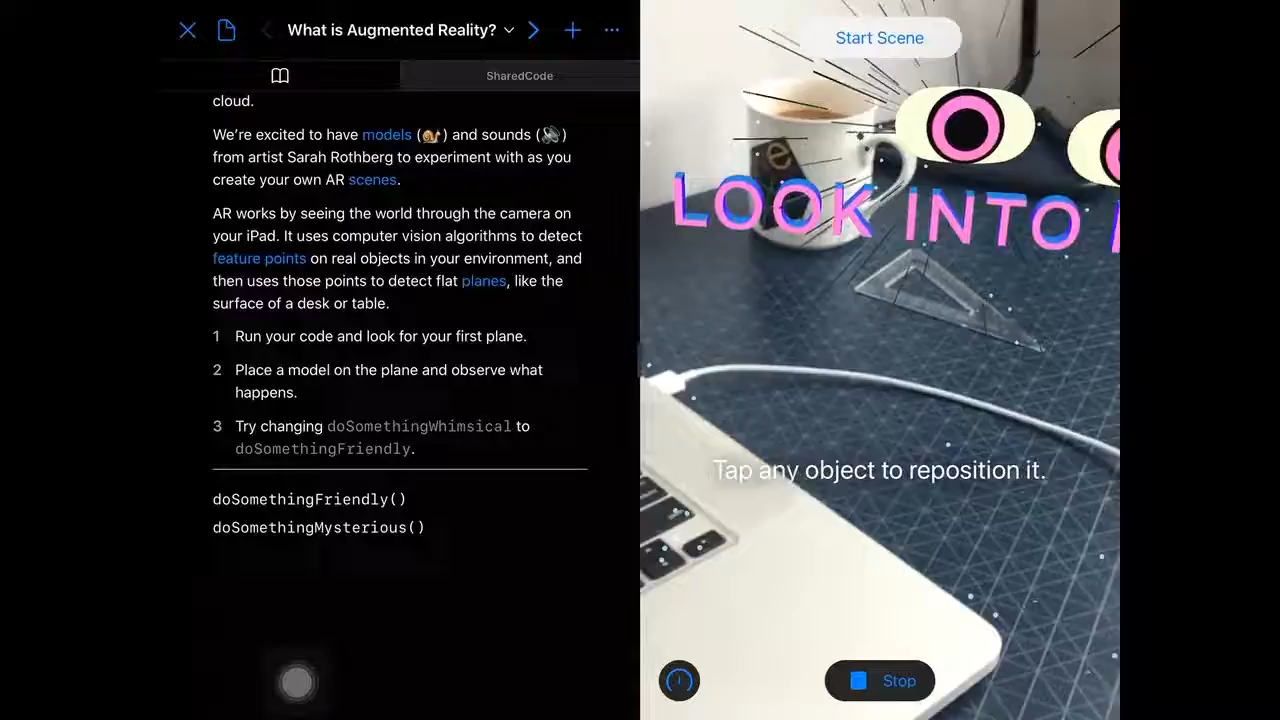 What is Augmented Reality?
SharedCode
cloud.
We're excited to have models (🐌) and sounds (🔊)
from artist Sarah Rothberg to experiment with as you
create your own AR scenes.
AR works by seeing the world through the camera on
your iPad. It uses computer vision algorithms to detect
feature points on real objects in your environment, and
then uses those points to detect flat planes, like the
surface of a desk or table.
1 Run your code and look for your first plane.
2 Place a model on the plane and observe what
happens.
3 Try changing doSomethingWhimsical to
doSomethingFriendly.
doSomethingFriendly()
doSomethingMysterious()
Start Scene
e
LOOK INTO
Tap any object to reposition it.
Stop